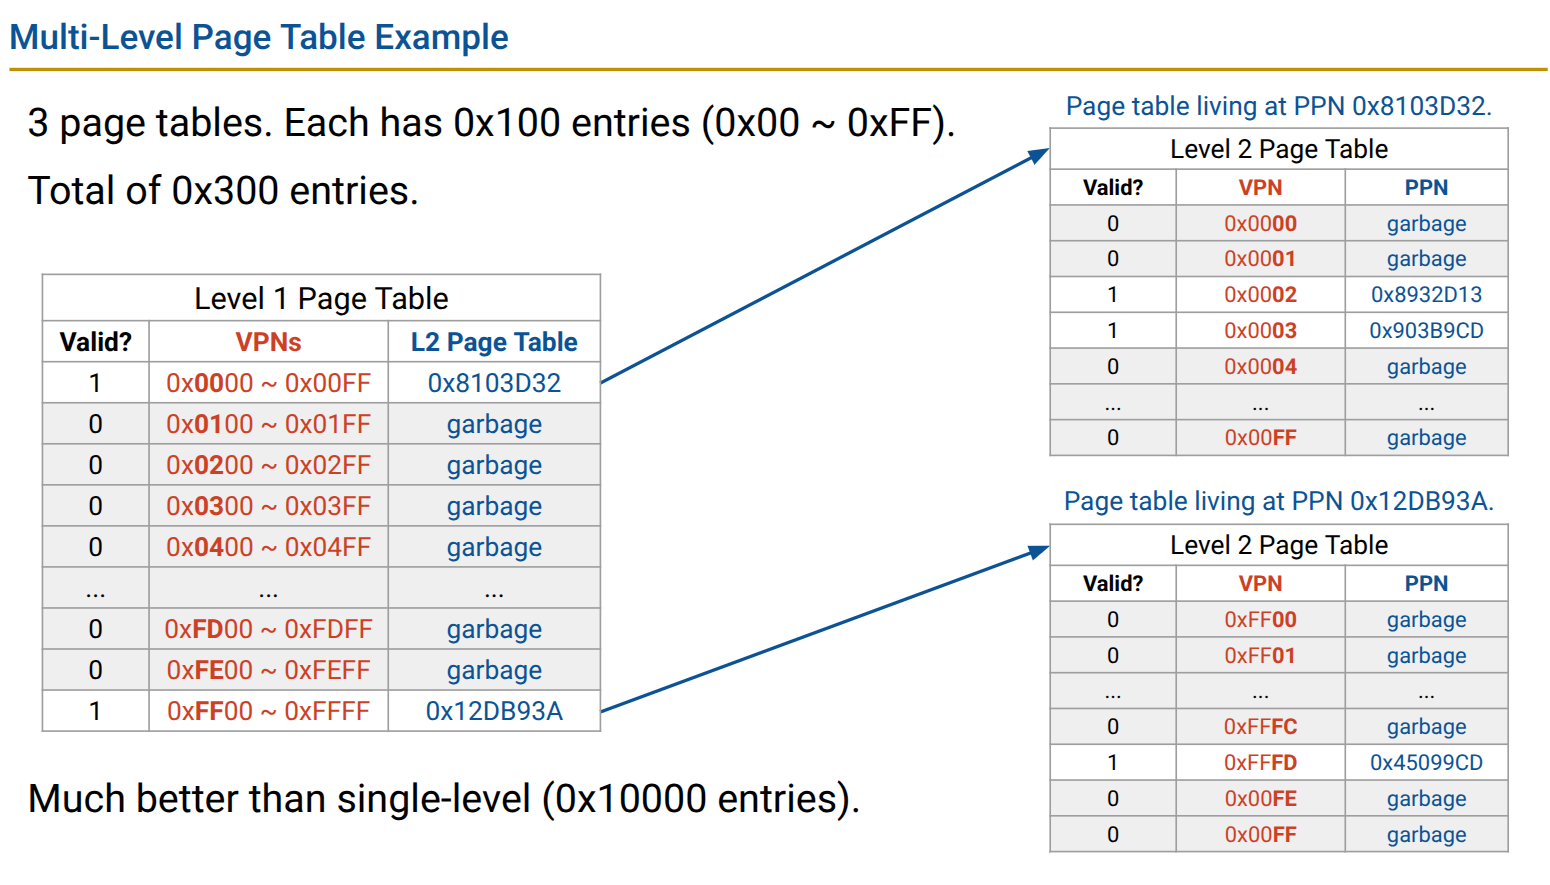 Multi-Level Page Table Example
3 page tables. Each has 0x100 entries (0x00 ~ 0xFF).
Total of 0x300 entries.
Level 1 Page Table
Valid? VPNs L2 Page Table
1 0x0000 ~ 0x00FF 0x8103D32
0 0x0100 ~ 0x01FF garbage
0 0x0200 ~ 0x02FF garbage
0 0x0300 ~ 0x03FF garbage
0 0x0400 ~ 0x04FF garbage
... ... ...
0 0xFD00 ~ 0xFDFF garbage
0 0xFE00 ~ 0xFEFF garbage
1 0xFF00 ~ 0xFFFF 0x12DB93A
Much better than single-level (0x10000 entries).
Page table living at PPN 0x8103D32.
Level 2 Page Table
Valid? VPN PPN
0 0x0000 garbage
0 0x0001 garbage
1 0x0002 0x8932D13
1 0x0003 0x903B9CD
0 0x0004 garbage
... ... ...
0 0x00FF garbage
Page table living at PPN 0x12DB93A.
Level 2 Page Table
Valid? VPN PPN
0 0xFF00 garbage
0 0xFF01 garbage
... ... ...
0 0xFFFC garbage
1 0xFFFD 0x45099CD
0 0x00FE garbage
0 0x00FF garbage